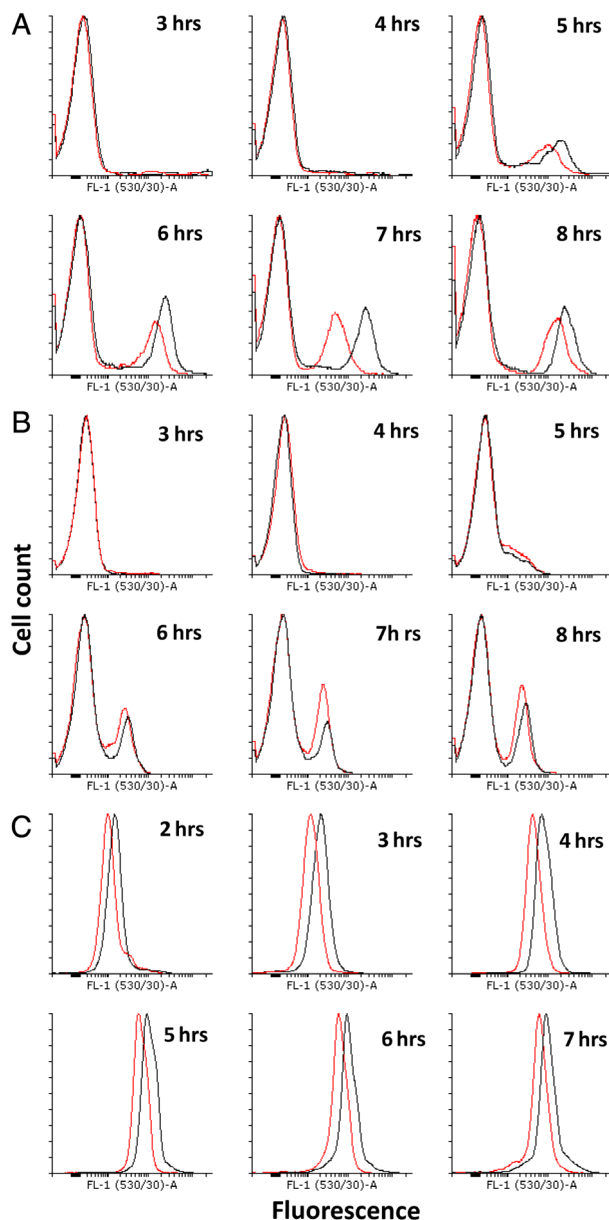 A
3 hrs
4 hrs
5 hrs
FL-1 (530/30)-A
FL-1 (530/30)-A
FL-1 (530/30)-A
6 hrs
7 hrs
8 hrs
FL-1 (530/30)-A
FL-1 (530/30)-A
FL-1 (530/30)-A
B
3 hrs
4 hrs
5 hrs
FL-1 (530/30)-A
FL-1 (530/30)-A
FL-1 (530/30)-A
Cell count
6 hrs
7h rs
8 hrs
FL-1 (530/30)-A
FL-1 (530/30)-A
FL-1 (530/30)-A
C
2 hrs
3 hrs
4 hrs
FL-1 (530/30)-A
FL-1 (530/30)-A
FL-1 (530/30)-A
5 hrs
6 hrs
7 hrs
FL-1 (530/30)-A
FL-1 (530/30)-A
FL-1 (530/30)-A
Fluorescence